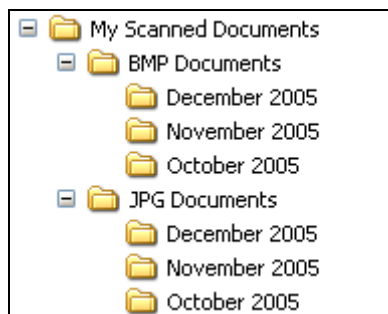 My Scanned Documents
BMP Documents
December 2005
November 2005
October 2005
JPG Documents
December 2005
November 2005
October 2005